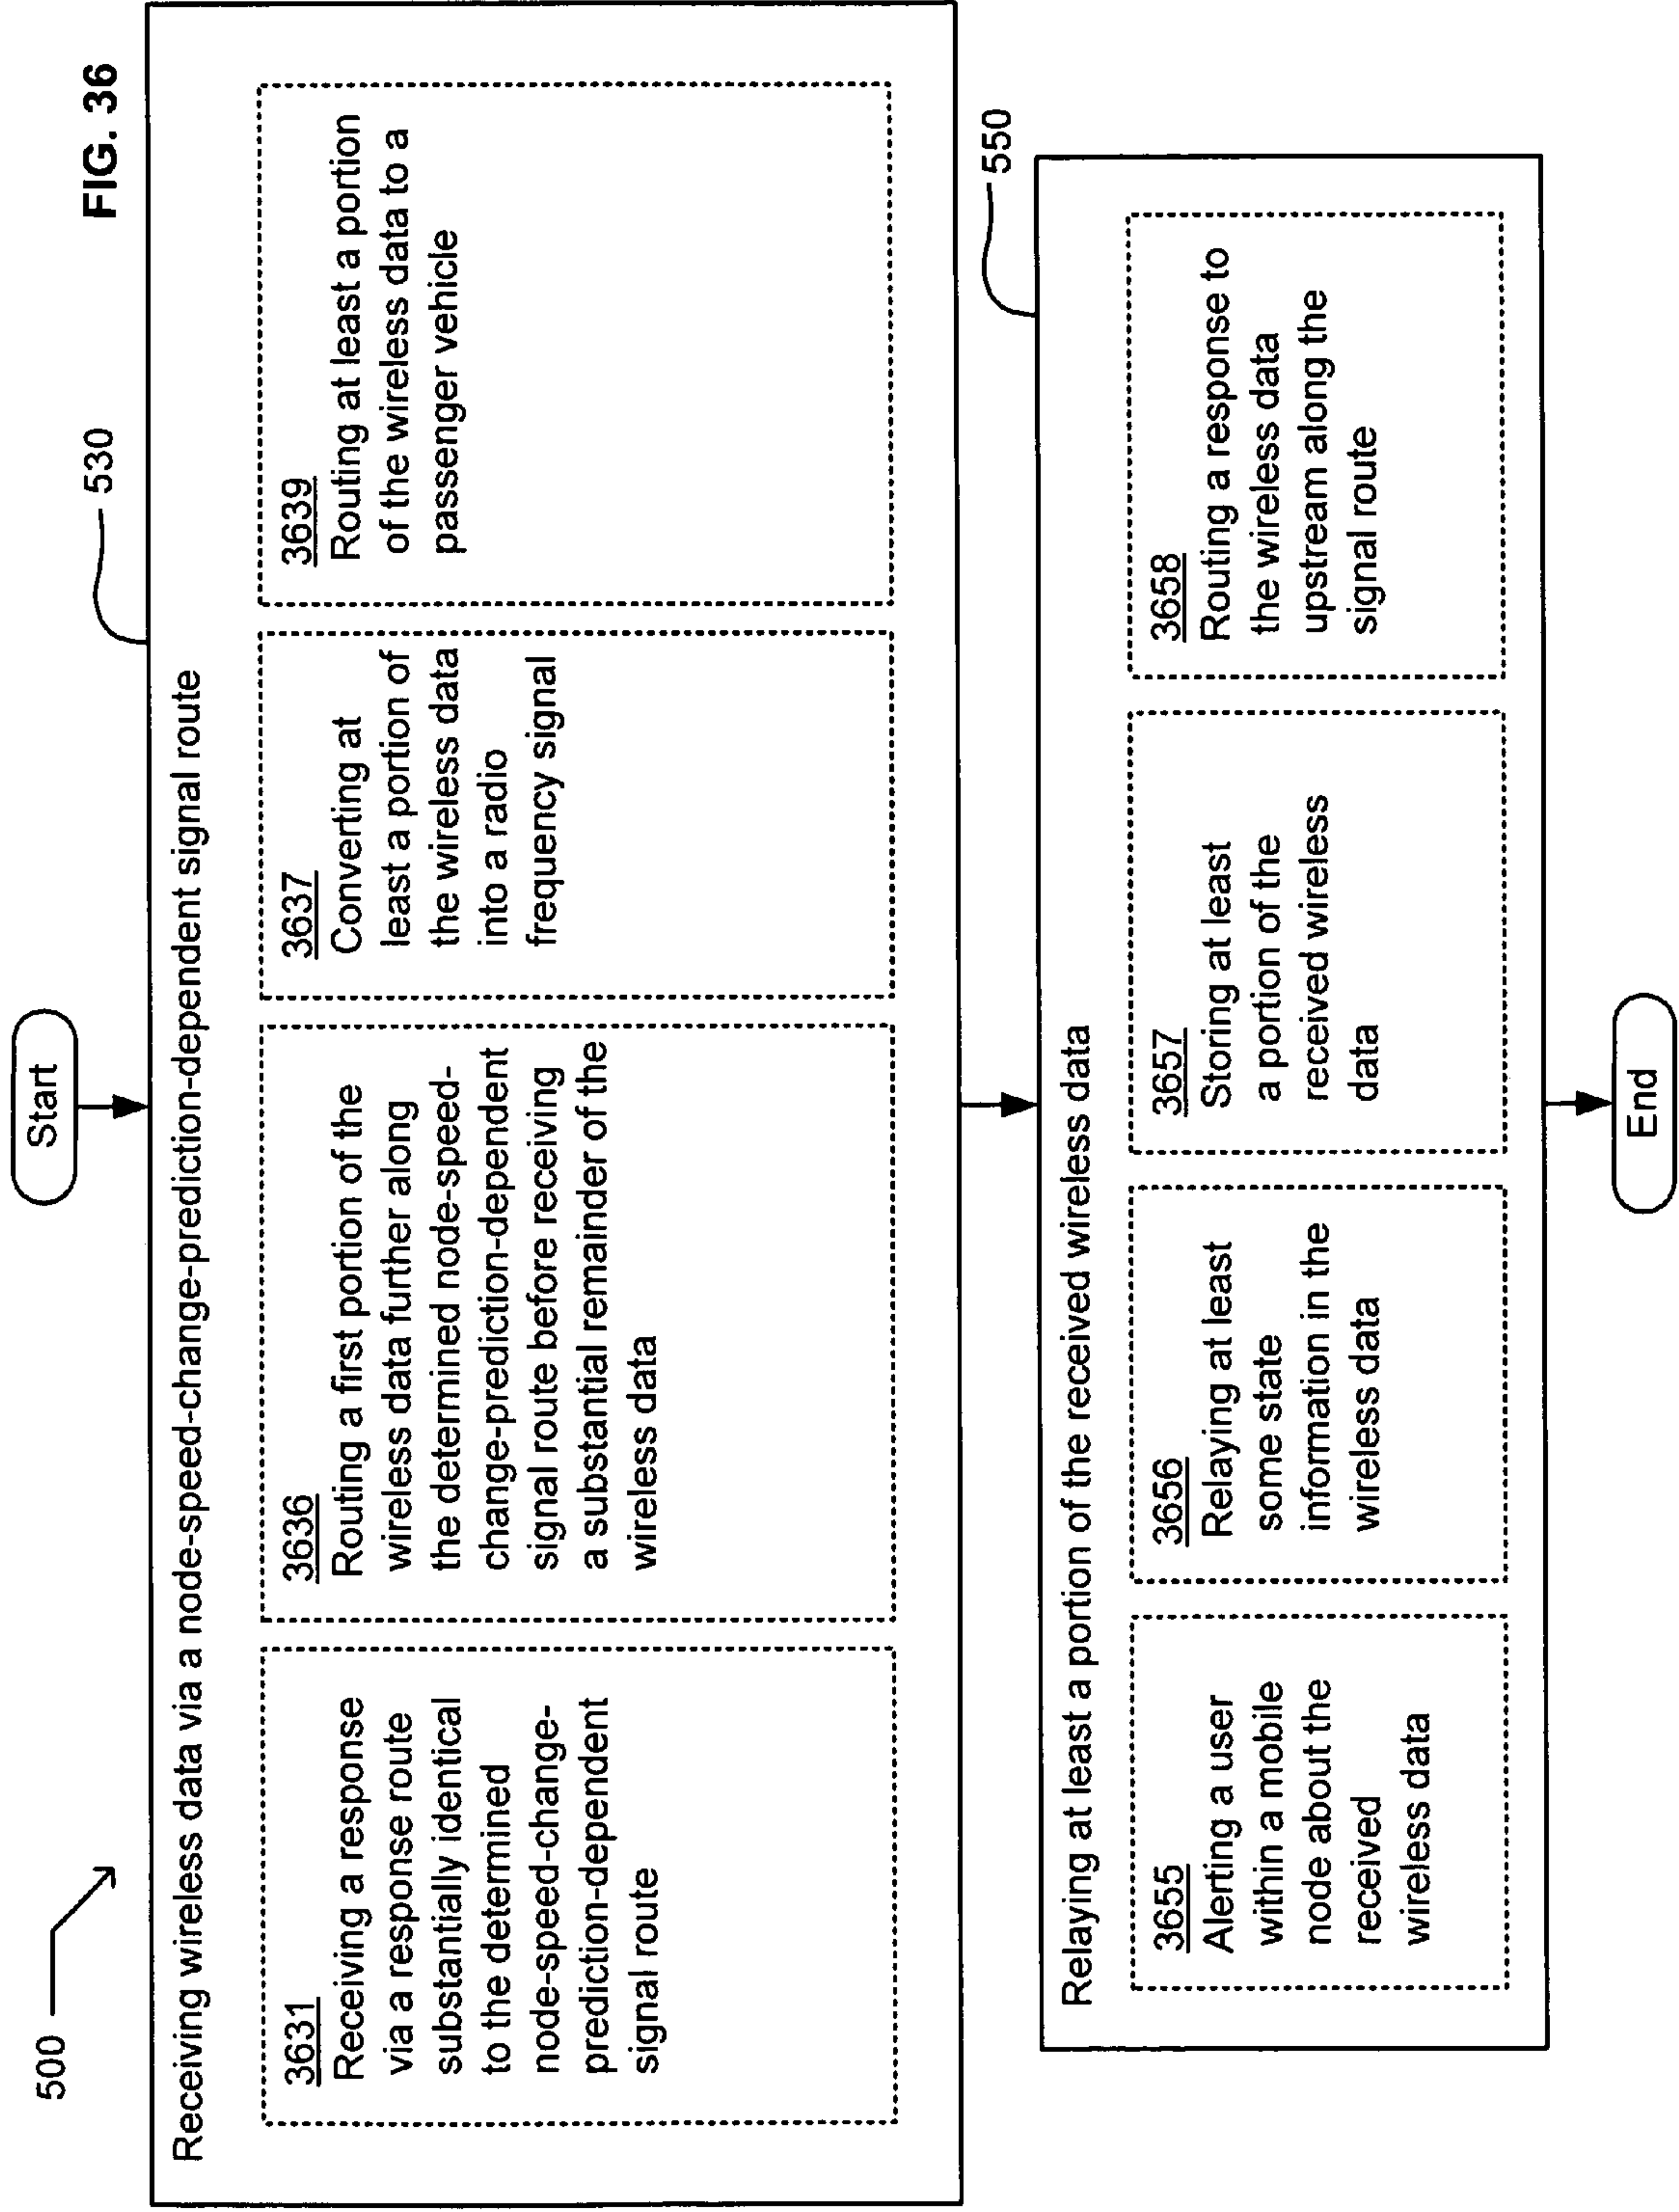 FIG. 36
500
Start
530
Receiving wireless data via a node-speed-change-prediction-dependent signal route
3631
Receiving a response
via a response route
substantially identical
to the determined
node-speed-change-
prediction-dependent
signal route
3636
Routing a first portion of the
wireless data further along
the determined node-speed-
change-prediction-dependent
signal route before receiving
a substantial remainder of the
wireless data
3637
Converting at
least a portion of
the wireless data
into a radio
frequency signal
3639
Routing at least a portion
of the wireless data to a
passenger vehicle
550
Relaying at least a portion of the received wireless data
3655
Alerting a user
within a mobile
node about the
received
wireless data
3656
Relaying at least
some state
information in the
wireless data
3657
Storing at least
a portion of the
received wireless
data
3658
Routing a response to
the wireless data
upstream along the
signal route
End